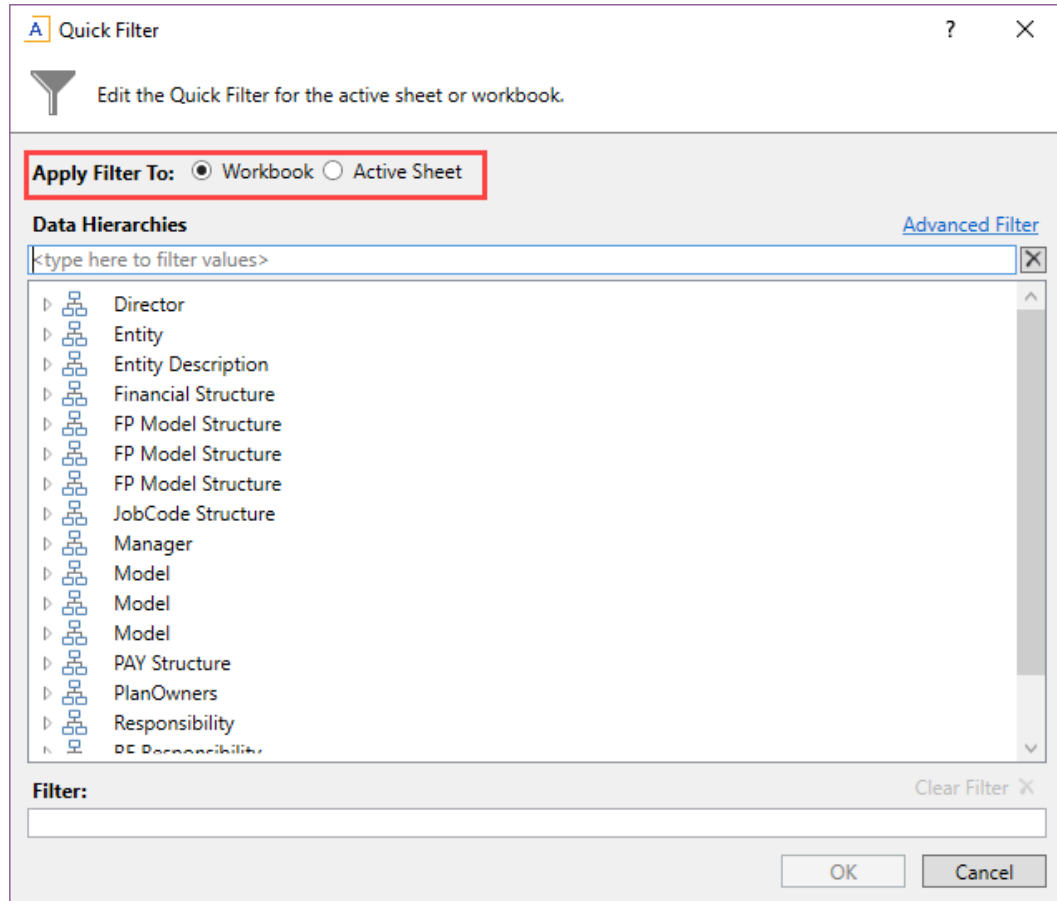 A Quick Filter ?
Edit the Quick Filter for the active sheet or workbook.
Apply Filter To: Workbook Active Sheet
Data Hierarchies Advanced Filter
<type here to filter values>
Director
Entity
Entity Description
Financial Structure
FP Model Structure
FP Model Structure
FP Model Structure
JobCode Structure
Manager
Model
Model
Model
PAY Structure
PlanOwners
Responsibility
Responsibility
Filter: Clear Filter
OK Cancel